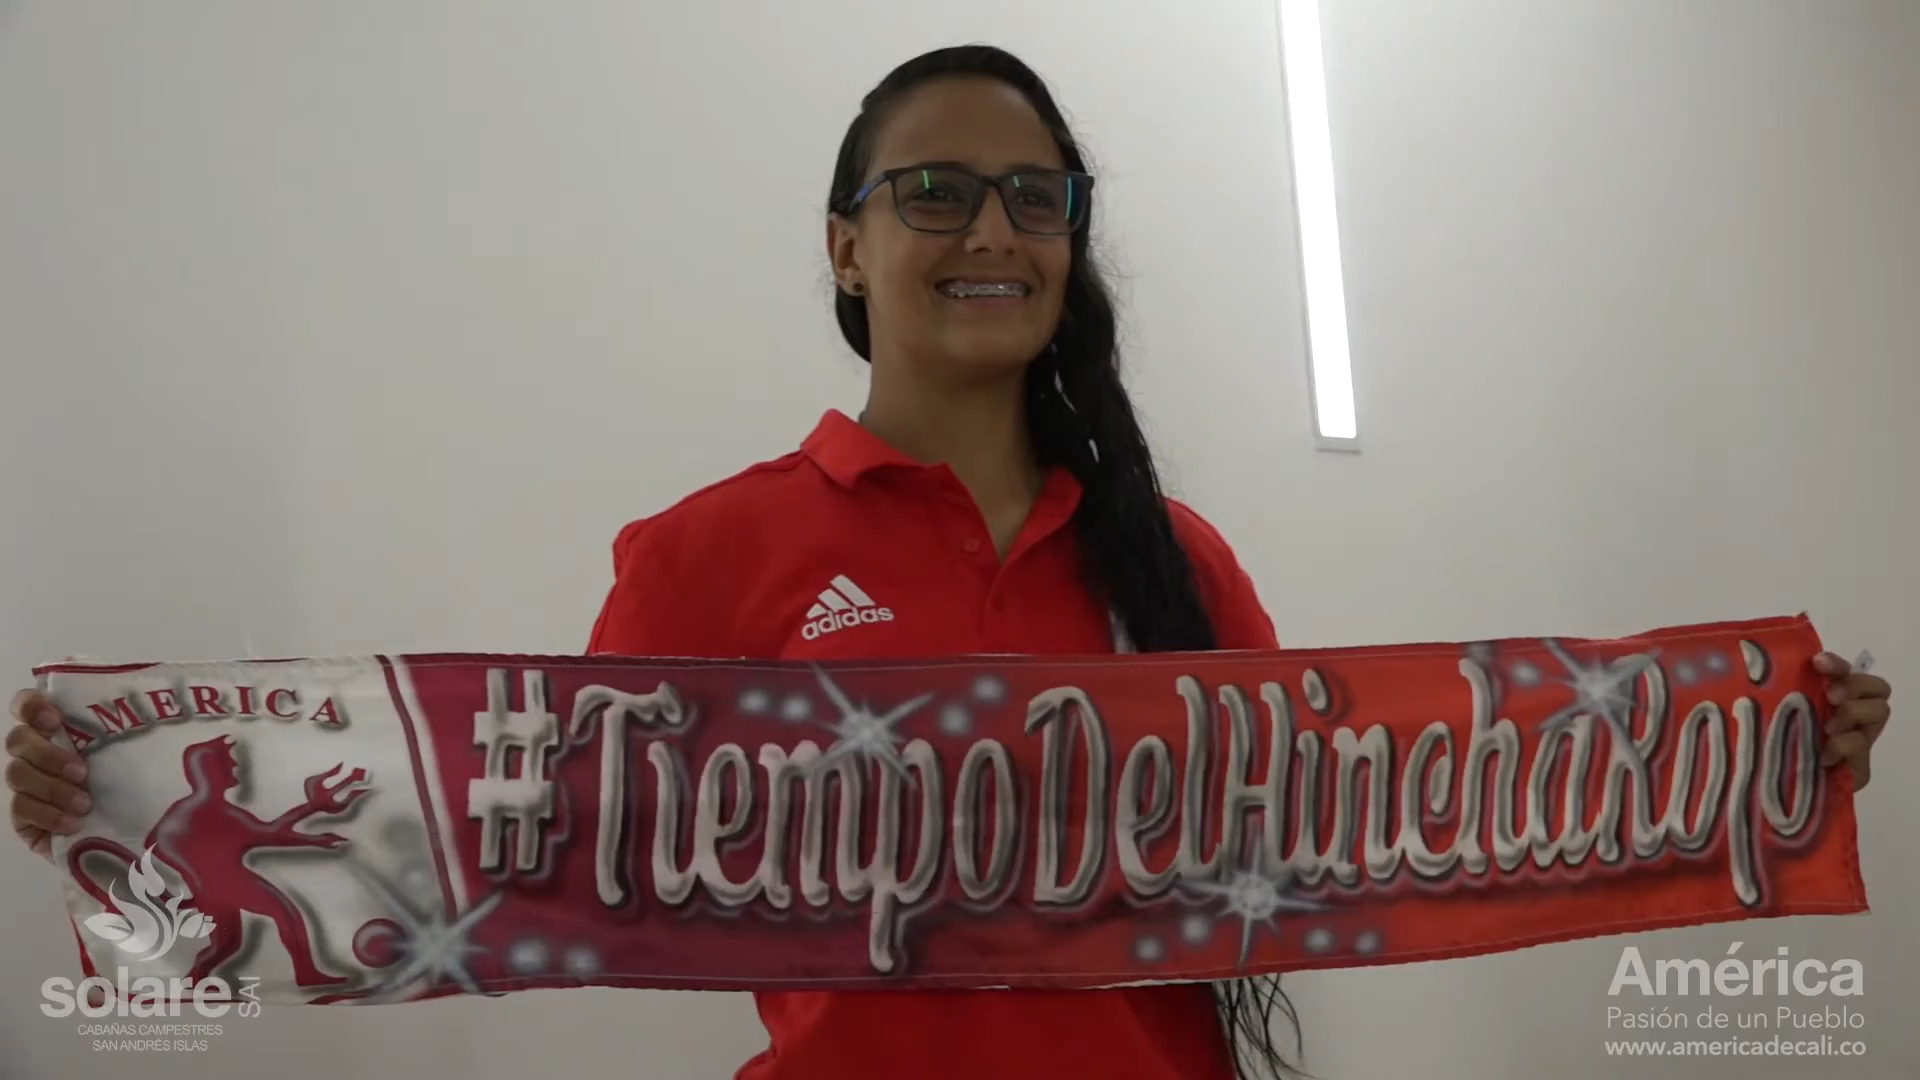 adidas
AMERICA
#TiempoDelHinchaRojo
solare SAI
CABAÑAS CAMPESTRES
SAN ANDRÉS ISLAS
América
Pasión de un Pueblo
www.americadecali.co